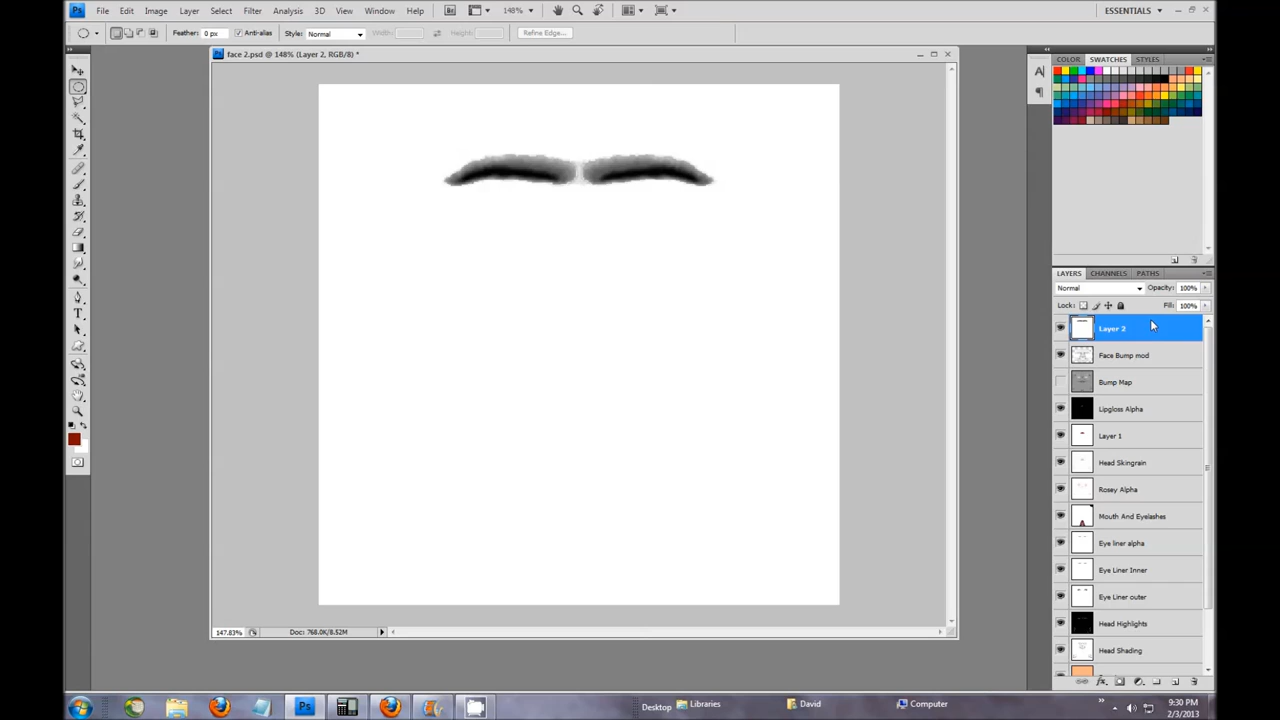 Ps File Edit Image Layer Select Filter Analysis 3D View Window Help Br 148% ESSENTIALS
Feather: 0 px Anti-alias Style: Normal Width: Height: Refine Edge...
face 2.psd @ 148% (Layer 2, RGB/8) *
COLOR SWATCHES STYLES
LAYERS CHANNELS PATHS
Normal Opacity: 100%
Lock: Fill: 100%
Layer 2
Face Bump mod
Bump Map
Lipgloss Alpha
Layer 1
Head Skingrain
Rosey Alpha
Mouth And Eyelashes
Eye liner alpha
Eye Liner Inner
Eye Liner outer
Head Highlights
Head Shading
147.83% Doc: 768.0K/8.52M
Ps Desktop Libraries David Computer 9:30 PM
2/3/2013